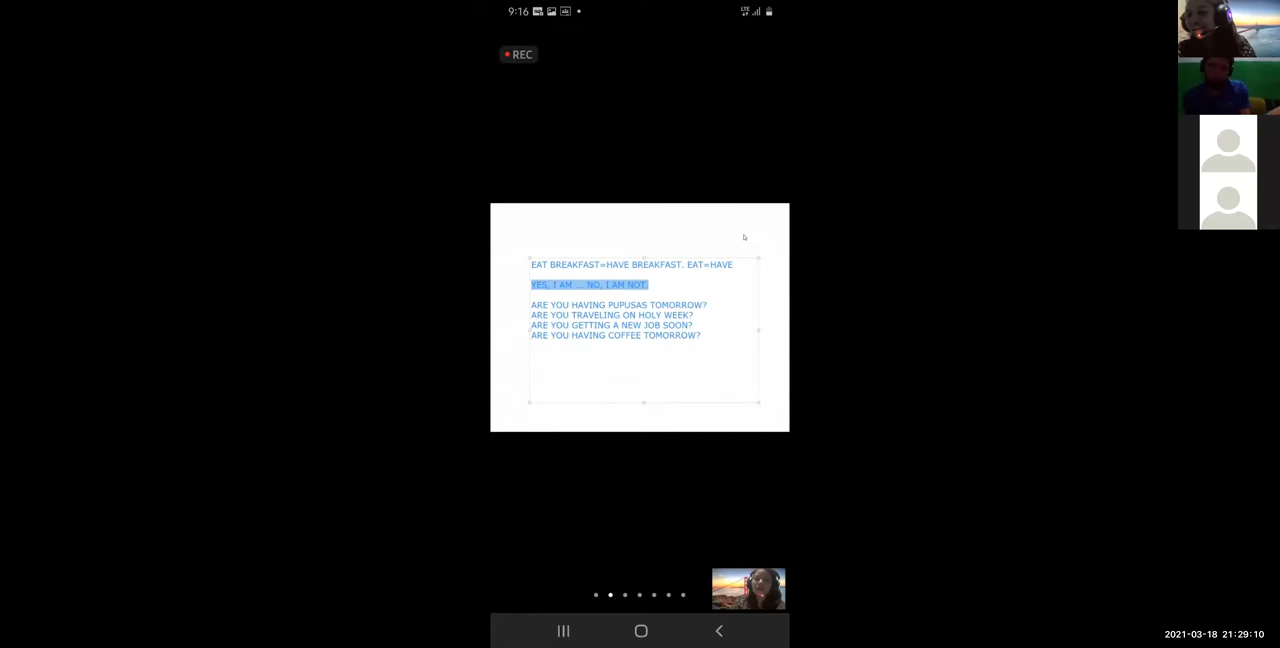 9:16
LTE
REC
EAT BREAKFAST=HAVE BREAKFAST. EAT=HAVE
YES, I AM ... NO, I AM NOT.
ARE YOU HAVING PUPUSAS TOMORROW?
ARE YOU TRAVELING ON HOLY WEEK?
ARE YOU GETTING A NEW JOB SOON?
ARE YOU HAVING COFFEE TOMORROW?
2021-03-18 21:29:10